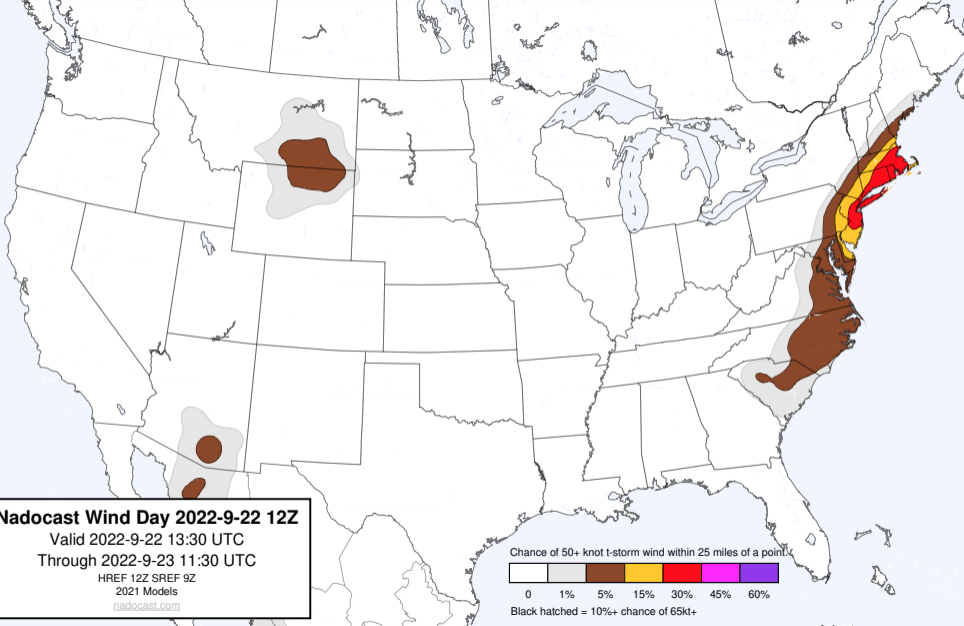 Nadocast Wind Day 2022-9-22 12Z
Valid 2022-9-22 13:30 UTC
Through 2022-9-23 11:30 UTC
HREF 12Z SREF 9Z
2021 Models
nadocast.com
Chance of 50+ knot t-storm wind within 25 miles of a point.
0 1% 5% 15% 30% 45% 60%
Black hatched = 10%+ chance of 65kt+